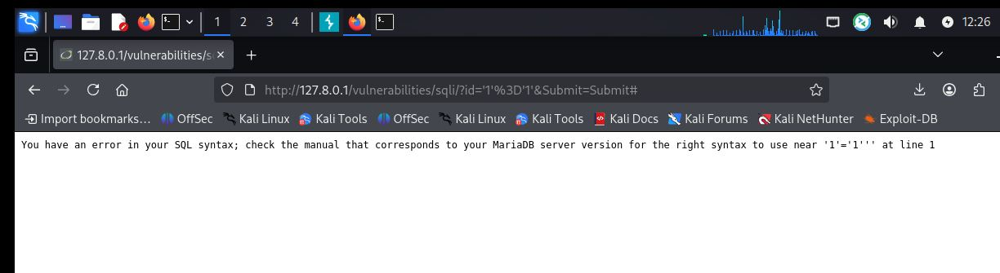 1 2 3 4 12:26
127.8.0.1/vulnerabilities/s
http://127.8.0.1/vulnerabilities/sqli/?id='1'%3D'1'&Submit=Submit#
Import bookmarks... OffSec Kali Linux Kali Tools OffSec Kali Linux Kali Tools Kali Docs Kali Forums Kali NetHunter Exploit-DB
You have an error in your SQL syntax; check the manual that corresponds to your MariaDB server version for the right syntax to use near '1'='1''' at line 1